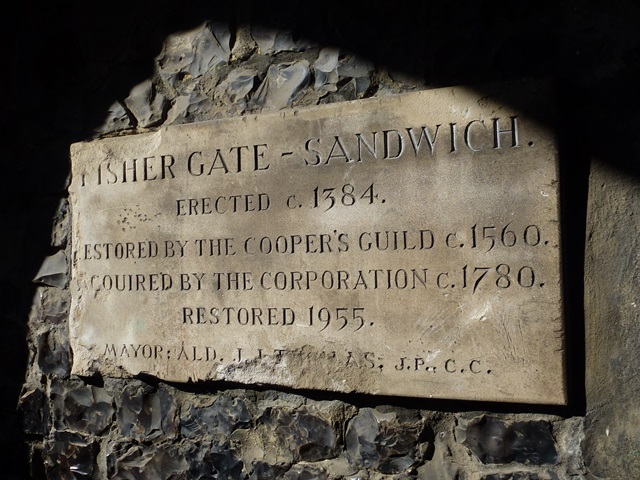 FISHER GATE - SANDWICH.
ERECTED c. 1384.
ESTORED BY THE COOPER'S GUILD c. 1560.
CQUIRED BY THE CORPORATION c. 1780.
RESTORED 1955.
MAYOR: ALD. J. J. THOMAS, J.P., C.C.